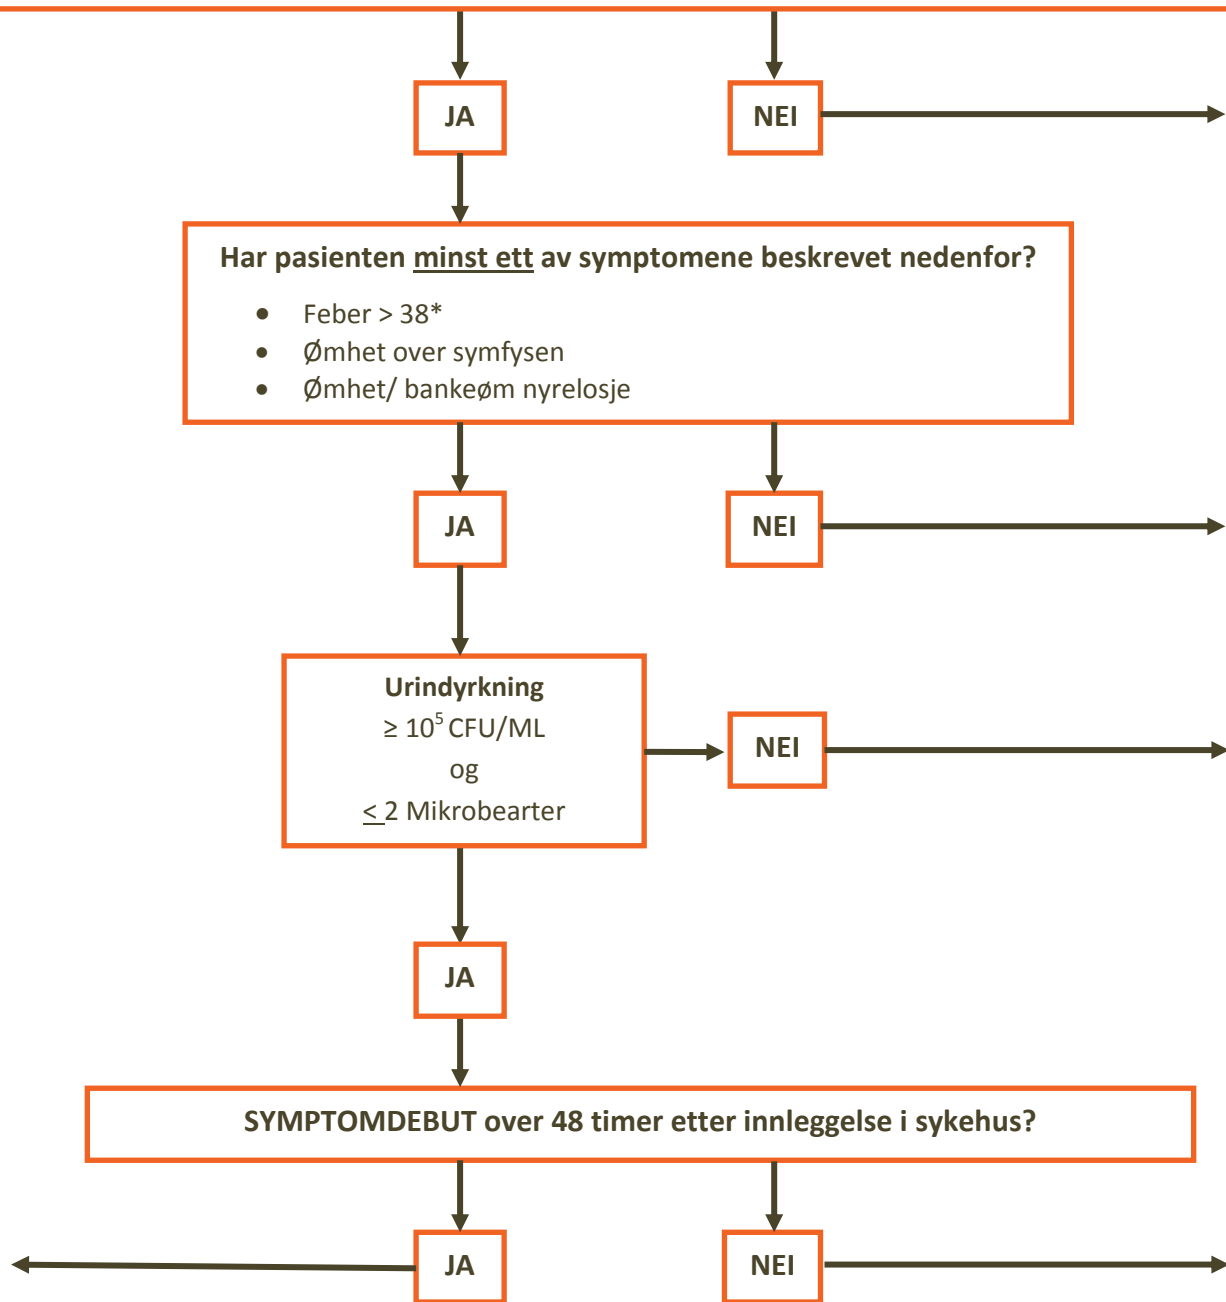 JA
NEI
Har pasienten minst ett av symptomene beskrevet nedenfor?
• Feber > 38*
• Ømhet over symfysen
• Ømhet/ bankeøm nyrelosje
JA
NEI
Urindyrkning
≥ 10⁵ CFU/ML
og
< 2 Mikrobearter
NEI
JA
SYMPTOMDEBUT over 48 timer etter innleggelse i sykehus?
JA
NEI